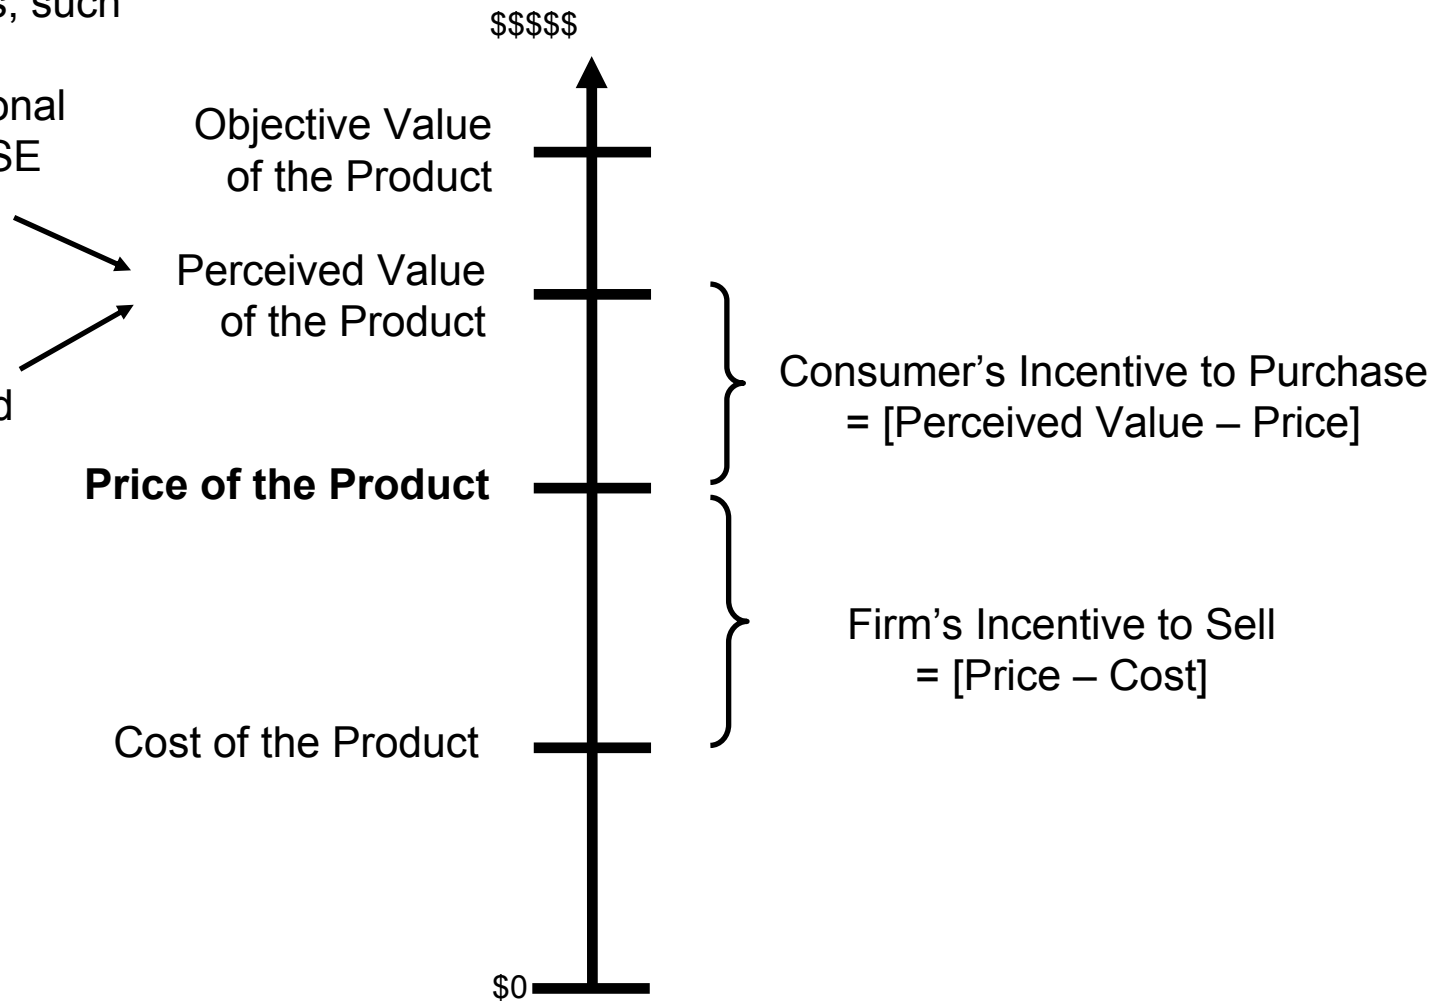 s, such
$$$$$
onal
SE
Objective Value
of the Product
Perceived Value
of the Product
d
Consumer’s Incentive to Purchase
= [Perceived Value – Price]
Price of the Product
Firm’s Incentive to Sell
= [Price – Cost]
Cost of the Product
$0